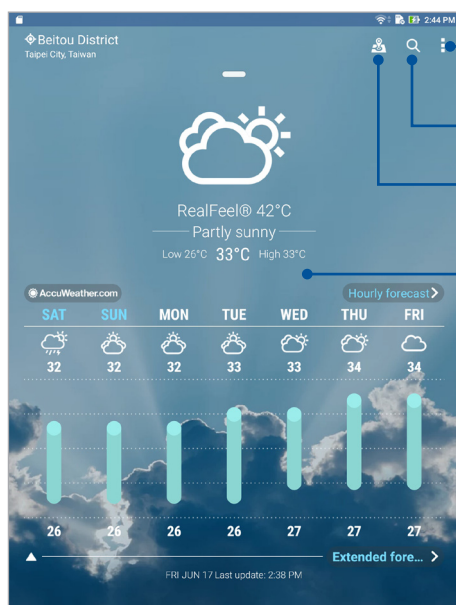 2:44 PM
Beitou District
Taipei City, Taiwan
RealFeel® 42°C
Partly sunny
Low 26°C 33°C High 33°C
AccuWeather.com
Hourly forecast
SAT SUN MON TUE WED THU FRI
32 32 32 33 33 34 34
26 26 26 26 27 27 27
Extended fore...
FRI JUN 17 Last update: 2:38 PM